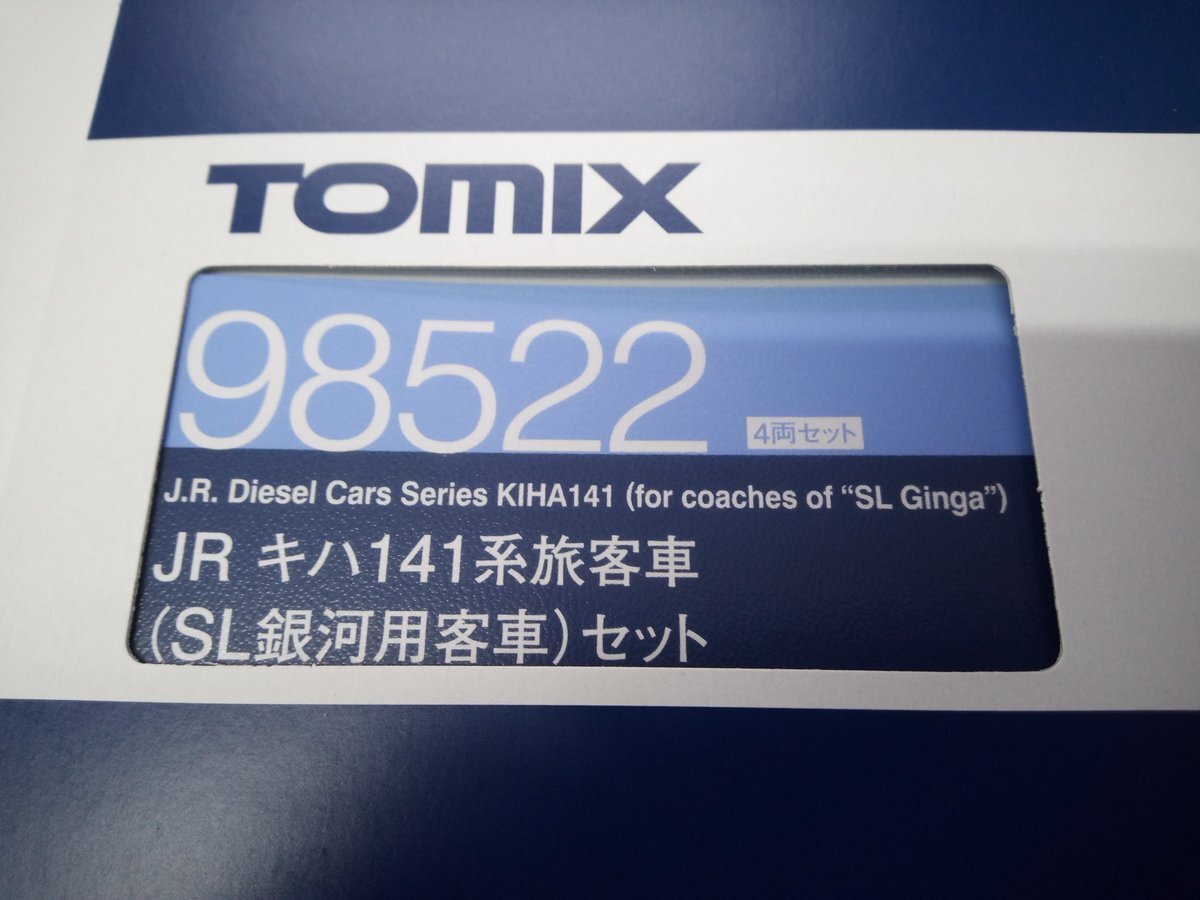 TOMIX
98522
4両セット
J.R. Diesel Cars Series KIHA141 (for coaches of “SL Ginga”)
JR キハ141系旅客車
(SL銀河用客車)セット